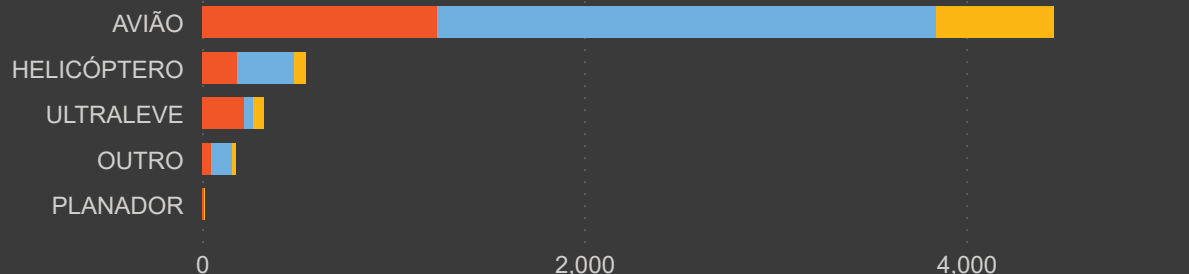 AVIÃO
HELICÓPTERO
ULTRALEVE
OUTRO
PLANADOR
0 2,000 4,000